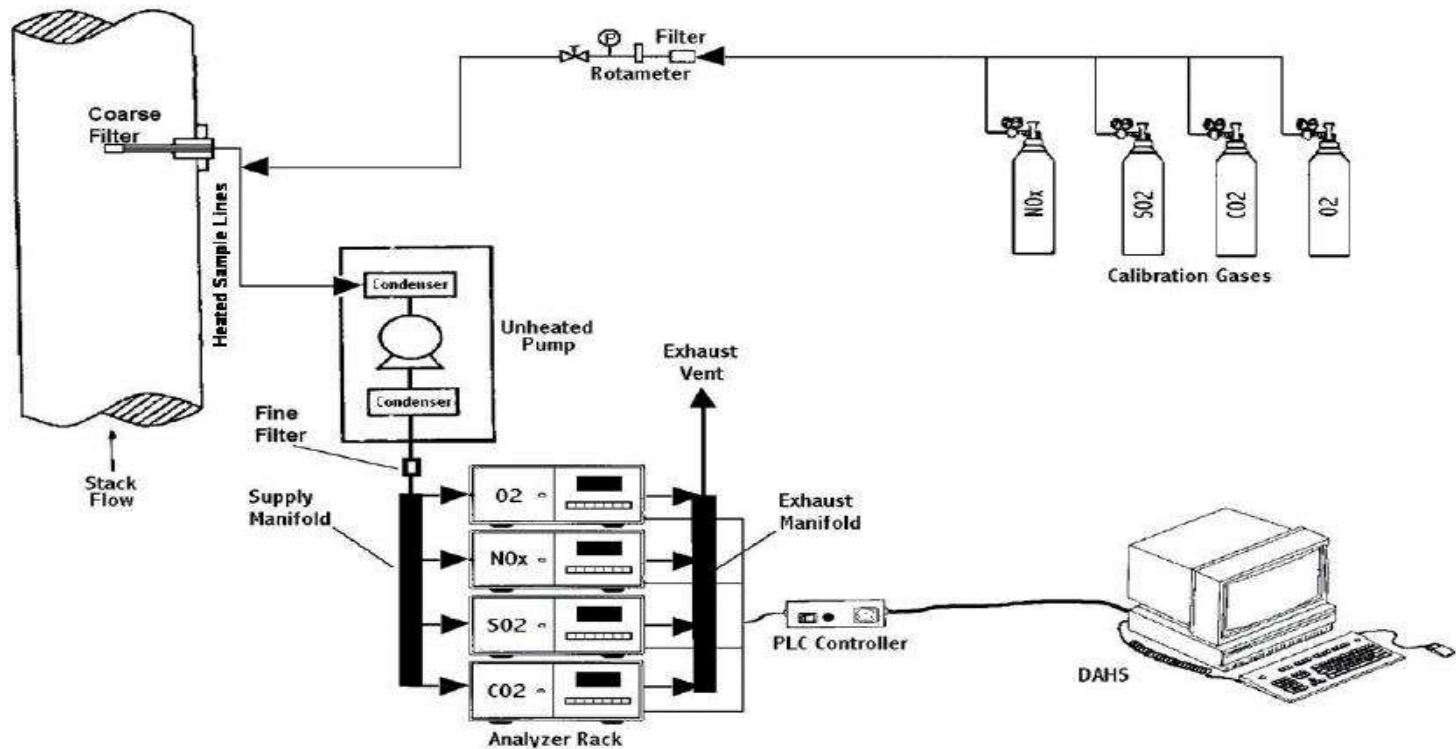 P
Filter
Rotameter
Coarse
Filter
Heated Sample Lines
NOx
SO2
CO2
O2
Calibration Gases
Condenser
Unheated
Pump
Condenser
Exhaust
Vent
Fine
Filter
Stack
Flow
Supply
Manifold
O2
NOx
SO2
CO2
Exhaust
Manifold
PLC Controller
DAHS
Analyzer Rack